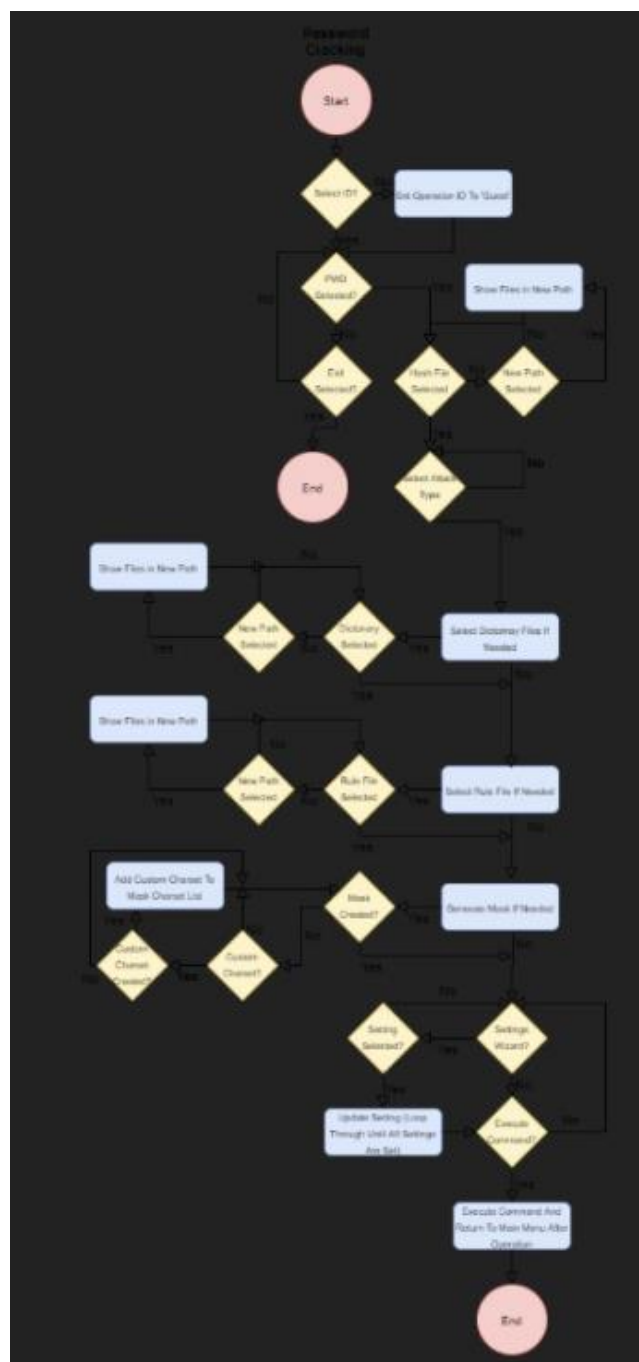 Password
Cracking
Start
Select ID?
No
Set Operation ID To 'Guest'
Yes
PWD
Selected?
Yes
Show Files in New Path
No
No
No
Yes
Exit
Selected?
Hash File
Selected
No
New Path
Selected
Yes
Yes
End
Select Attack
Type
No
Yes
Show Files in New Path
No
New Path
Selected
Dictionary
Selected
Select Dictionary Files If
Needed
Yes
No
Yes
No
Yes
Show Files in New Path
No
New Path
Selected
Rule File
Selected
Select Rule File If Needed
Yes
No
Yes
No
Yes
Add Custom Charset To
Mask Charset List
Mask
Created?
Generate Mask If Needed
Yes
Yes
No
No
No
Custom
Charset
Created?
Custom
Charset?
Yes
No
Yes
No
Setting
Selected?
Settings
Wizard?
Yes
Yes
No
Update Setting (Loop
Through Until All Settings
Are Set)
Execute
Command?
No
Yes
Execute Command And
Return To Main Menu After
Operation
End